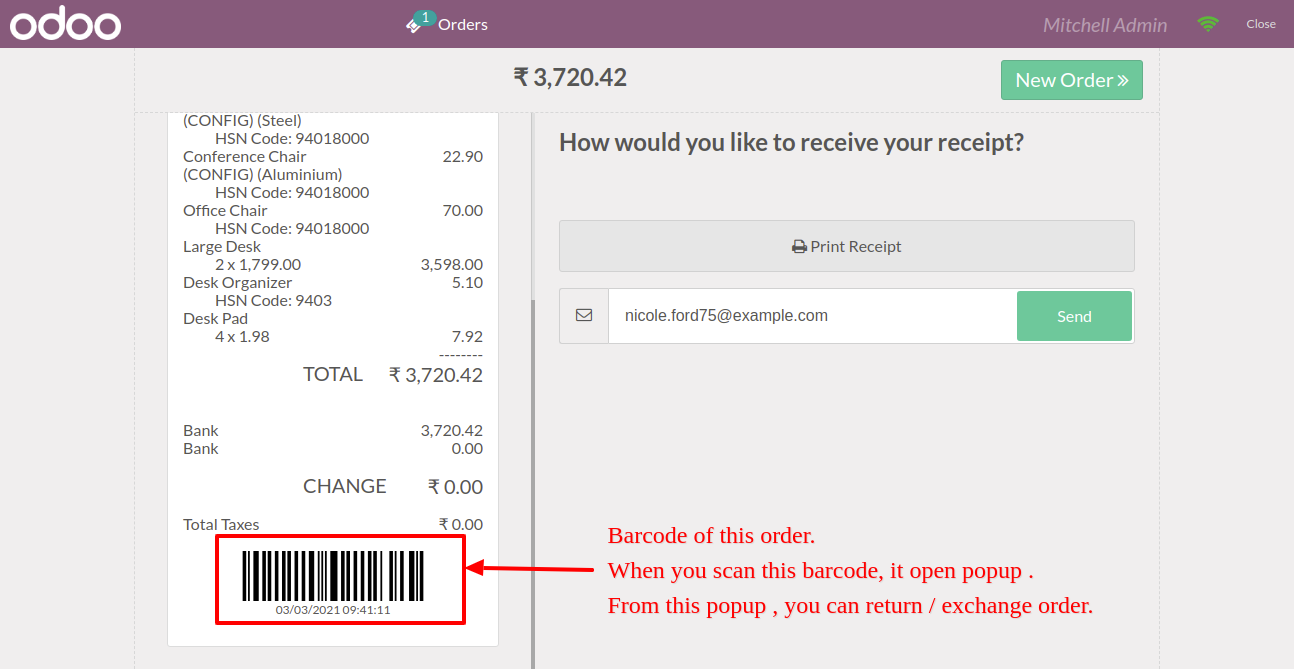 odoo
1
Orders
Mitchell Admin
Close
₹ 3,720.42
New Order »
(CONFIG) (Steel)
HSN Code: 94018000
Conference Chair 22.90
(CONFIG) (Aluminium)
HSN Code: 94018000
Office Chair 70.00
HSN Code: 94018000
Large Desk
2 x 1,799.00 3,598.00
Desk Organizer 5.10
HSN Code: 9403
Desk Pad
4 x 1.98 7.92
--------
TOTAL ₹ 3,720.42
Bank 3,720.42
Bank 0.00
CHANGE ₹ 0.00
Total Taxes ₹ 0.00
03/03/2021 09:41:11
How would you like to receive your receipt?
Print Receipt
nicole.ford75@example.com
Send
Barcode of this order.
When you scan this barcode, it open popup .
From this popup , you can return / exchange order.